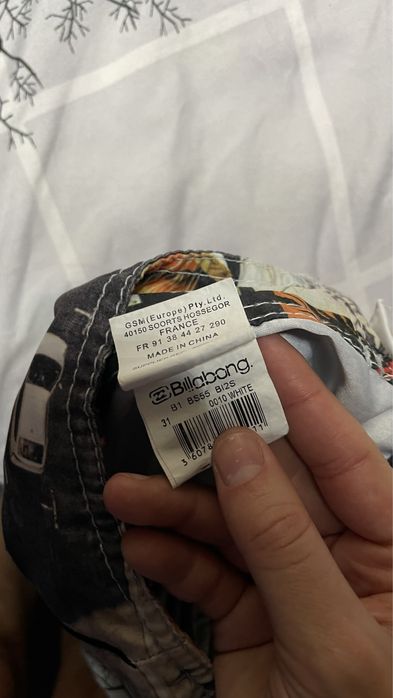 GSM(Europe) Pty.Ltd.
40150 SOORTS HOSSEGOR
FRANCE
FR 91 38 44 27 290
MADE IN CHINA
Billabong.
B1 BS55 BI2S
31 0010 WHITE